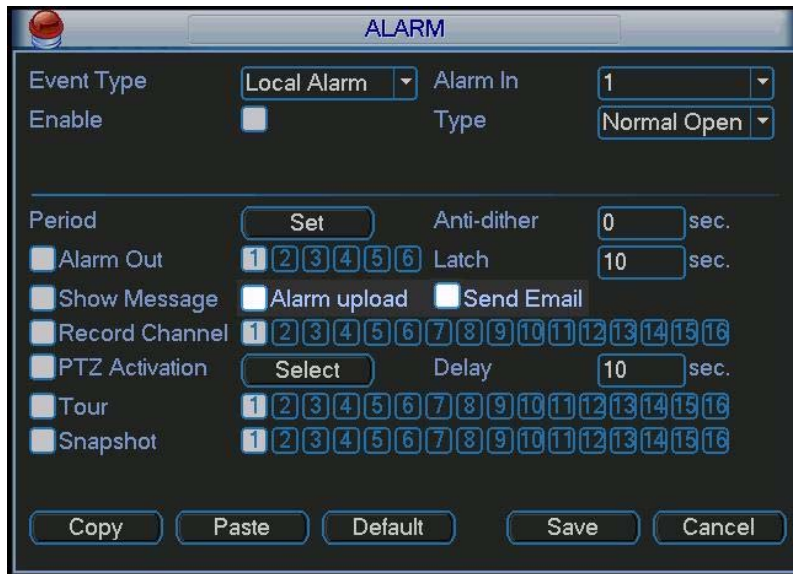 ALARM
Event Type Local Alarm Alarm In 1
Enable Type Normal Open
Period Set Anti-dither 0 sec.
Alarm Out 1 2 3 4 5 6 Latch 10 sec.
Show Message Alarm upload Send Email
Record Channel 1 2 3 4 5 6 7 8 9 10 11 12 13 14 15 16
PTZ Activation Select Delay 10 sec.
Tour 1 2 3 4 5 6 7 8 9 10 11 12 13 14 15 16
Snapshot 1 2 3 4 5 6 7 8 9 10 11 12 13 14 15 16
Copy Paste Default Save Cancel